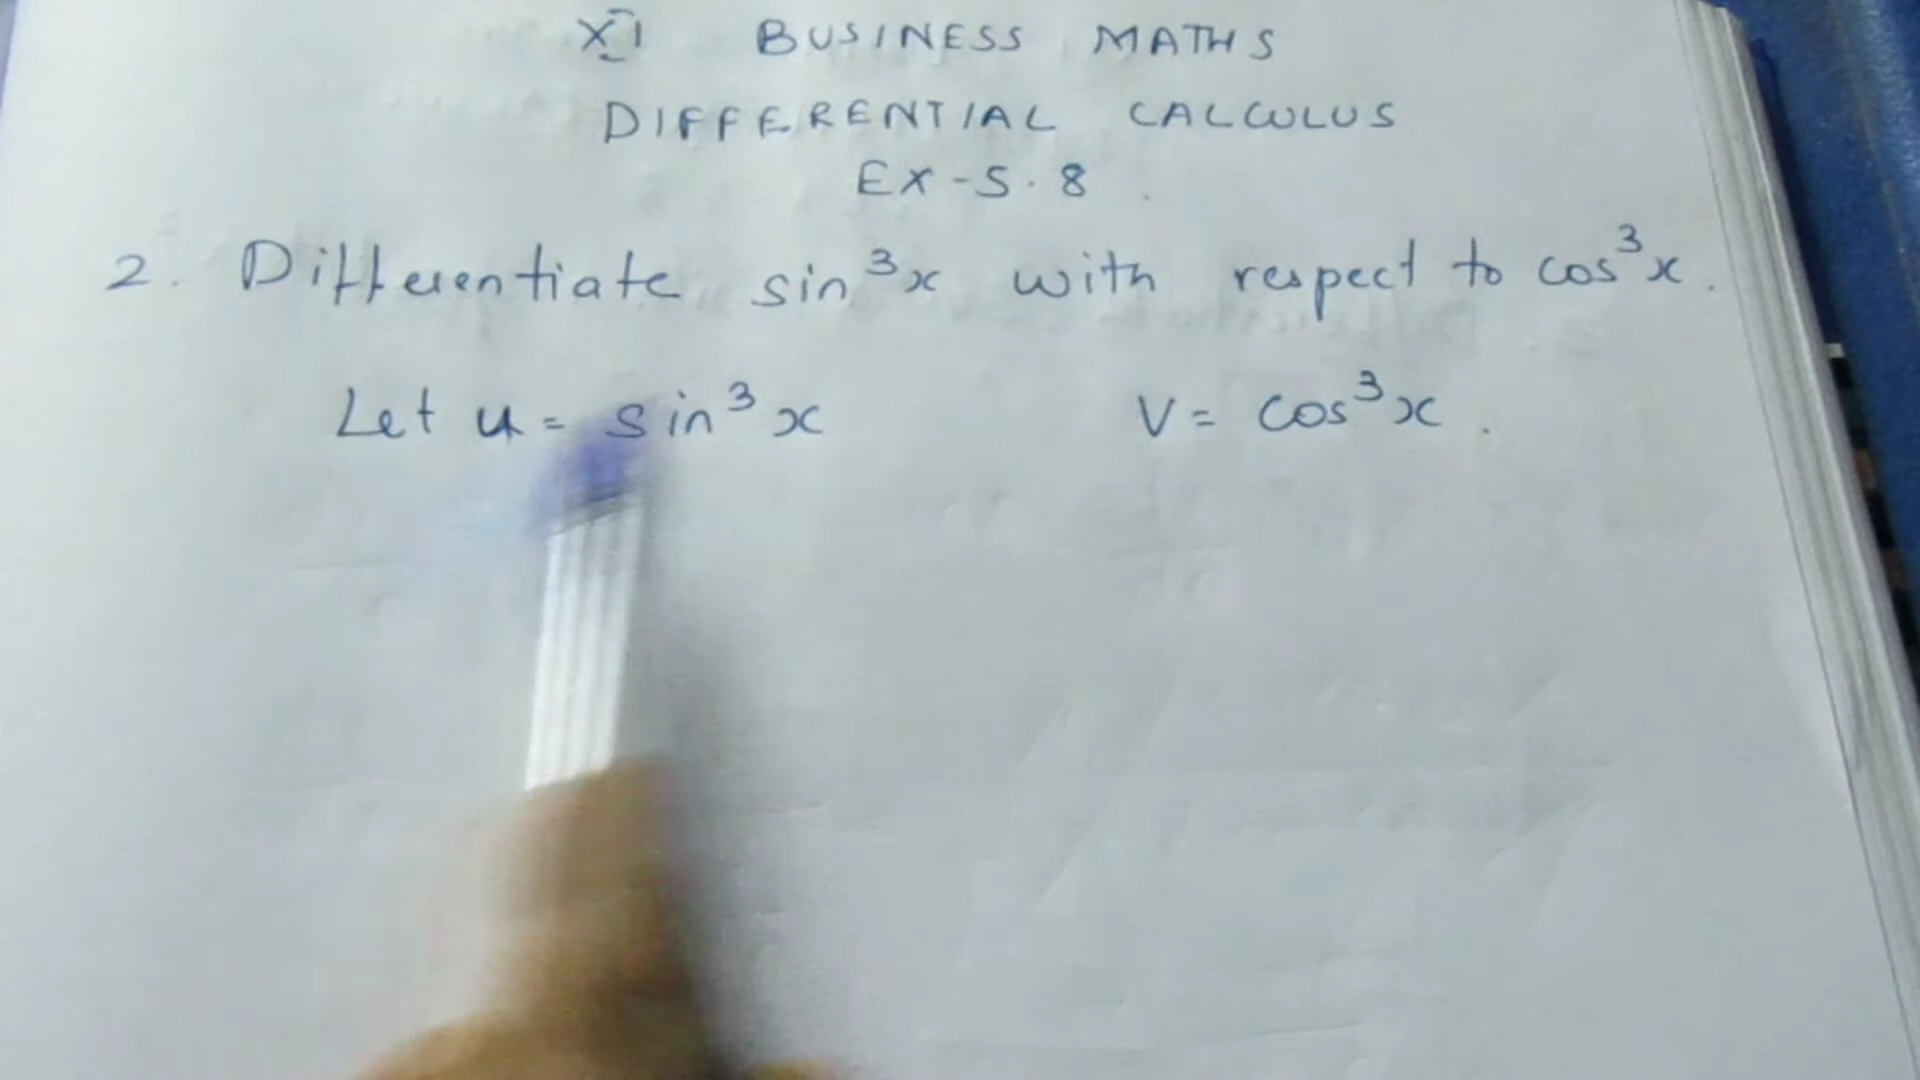 XI BUSINESS MATHS
DIFFERENTIAL CALCULUS
EX-5.8
2. Differentiate sin³x with respect to cos³x.
Let u = sin³x V = cos³x.